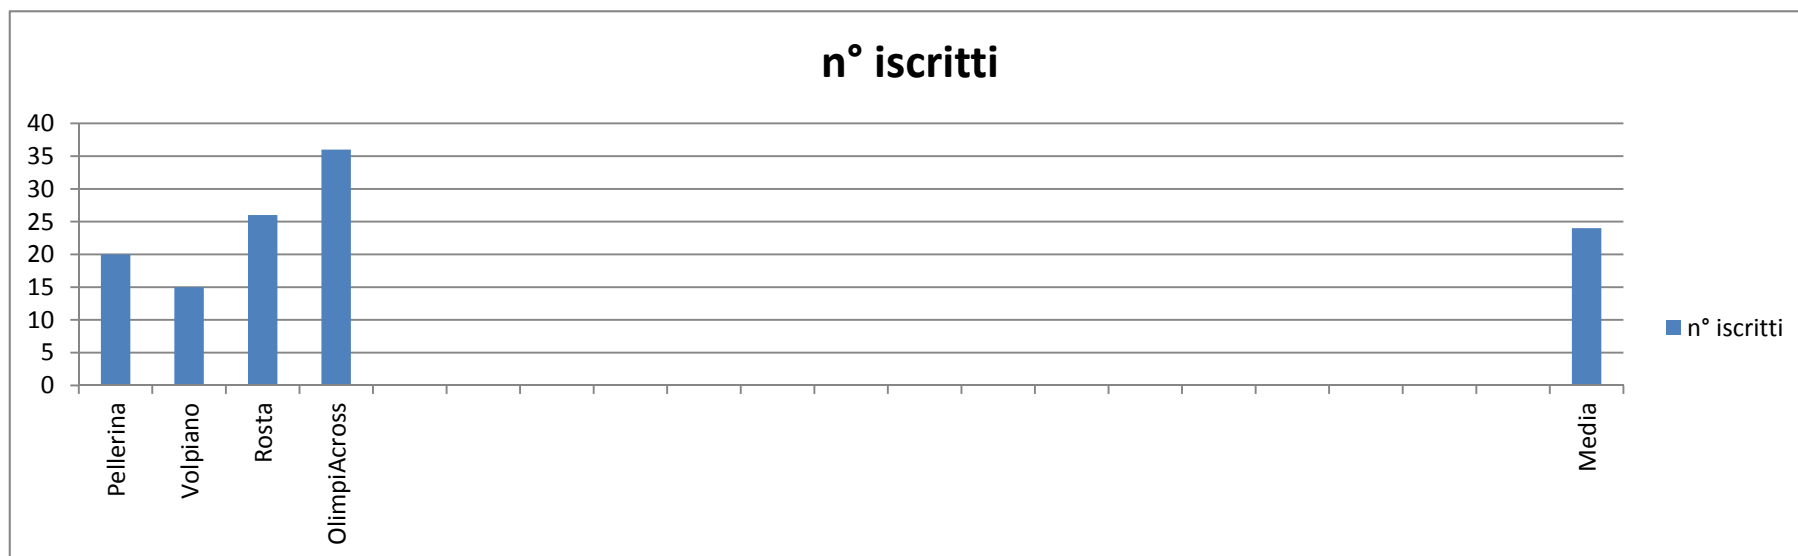 n° iscritti
40
35
30
25
20
15
10
5
0
Pellerina
Volpiano
Rosta
OlimpiAcross
Media
n° iscritti